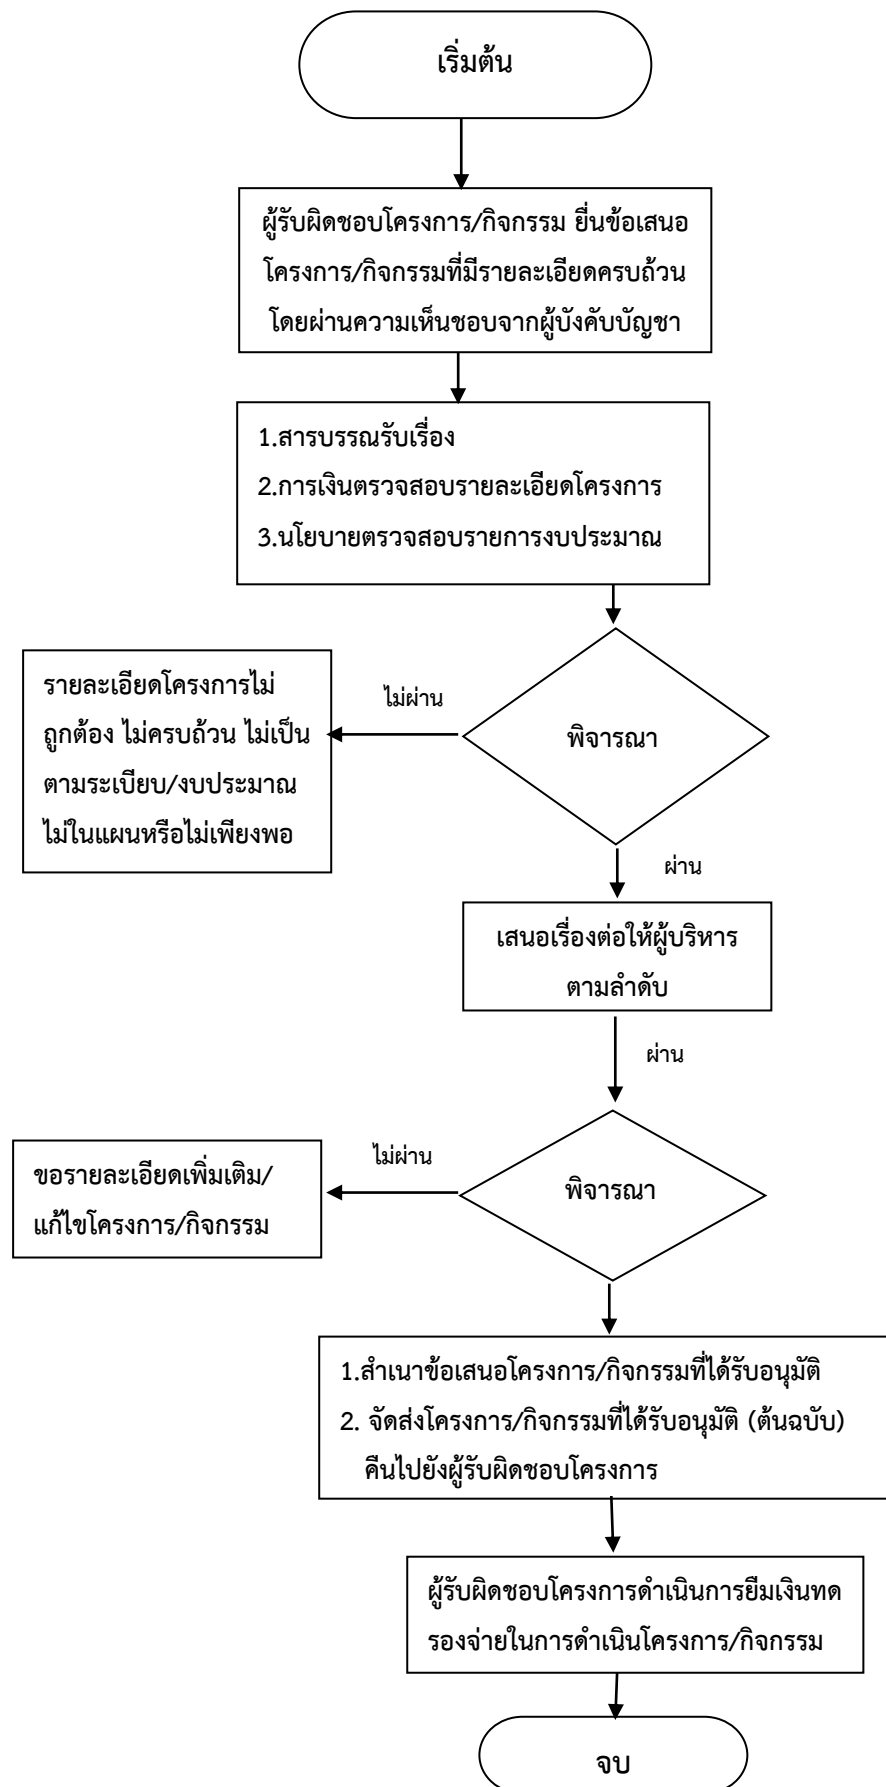 เริ่มต้น
ผู้รับผิดชอบโครงการ/กิจกรรม ยื่นข้อเสนอ
โครงการ/กิจกรรมที่มีรายละเอียดครบถ้วน
โดยผ่านความเห็นชอบจากผู้บังคับบัญชา
1.สารบรรณรับเรื่อง
2.การเงินตรวจสอบรายละเอียดโครงการ
3.นโยบายตรวจสอบรายการงบประมาณ
พิจารณา
ไม่ผ่าน
รายละเอียดโครงการไม่
ถูกต้อง ไม่ครบถ้วน ไม่เป็น
ตามระเบียบ/งบประมาณ
ไม่ในแผนหรือไม่เพียงพอ
ผ่าน
เสนอเรื่องต่อให้ผู้บริหาร
ตามลำดับ
ผ่าน
พิจารณา
ไม่ผ่าน
ขอรายละเอียดเพิ่มเติม/
แก้ไขโครงการ/กิจกรรม
1.สำเนาข้อเสนอโครงการ/กิจกรรมที่ได้รับอนุมัติ
2. จัดส่งโครงการ/กิจกรรมที่ได้รับอนุมัติ (ต้นฉบับ)
คืนไปยังผู้รับผิดชอบโครงการ
ผู้รับผิดชอบโครงการดำเนินการยืมเงินทด
รองจ่ายในการดำเนินโครงการ/กิจกรรม
จบ